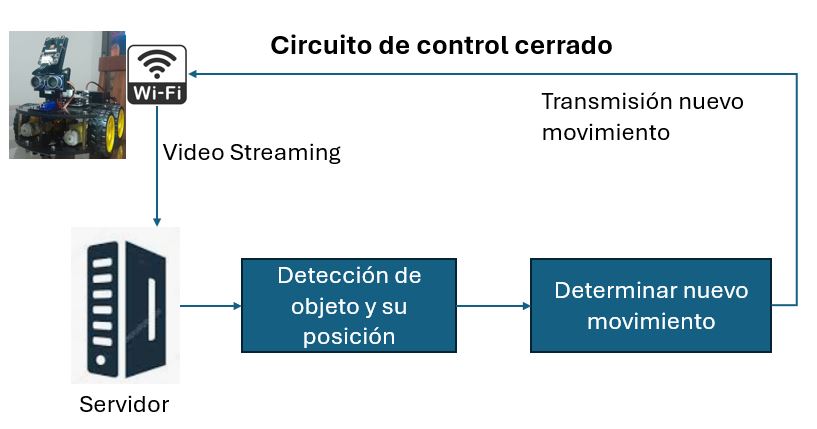 Circuito de control cerrado
Wi-Fi
Transmisión nuevo
movimiento
Video Streaming
Detección de
objeto y su
posición
Determinar nuevo
movimiento
Servidor